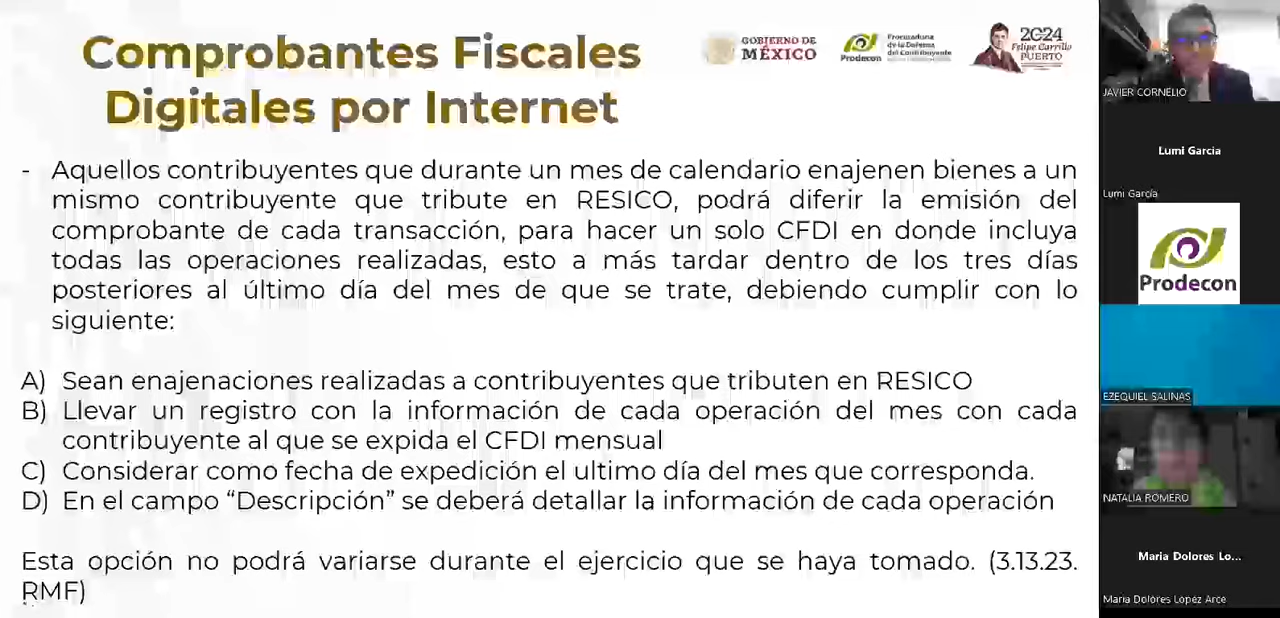 Comprobantes Fiscales
Digitales por Internet
GOBIERNO DE
MÉXICO
Prodecon
Procuraduría
de la Defensa
del Contribuyente
2024
Felipe Carrillo
PUERTO
- Aquellos contribuyentes que durante un mes de calendario enajenen bienes a un
mismo contribuyente que tribute en RESICO, podrá diferir la emisión del
comprobante de cada transacción, para hacer un solo CFDI en donde incluya
todas las operaciones realizadas, esto a más tardar dentro de los tres días
posteriores al último día del mes de que se trate, debiendo cumplir con lo
siguiente:
A) Sean enajenaciones realizadas a contribuyentes que tributen en RESICO
B) Llevar un registro con la información de cada operación del mes con cada
contribuyente al que se expida el CFDI mensual
C) Considerar como fecha de expedición el ultimo día del mes que corresponda.
D) En el campo “Descripción” se deberá detallar la información de cada operación
Esta opción no podrá variarse durante el ejercicio que se haya tomado. (3.13.23.
RMF)
JAVIER CORNELIO
Lumi Garcia
Lumi García
Prodecon
EZEQUIEL SALINAS
NATALIA ROMERO
Maria Dolores Lo...
Maria Dolores Lopez Arce